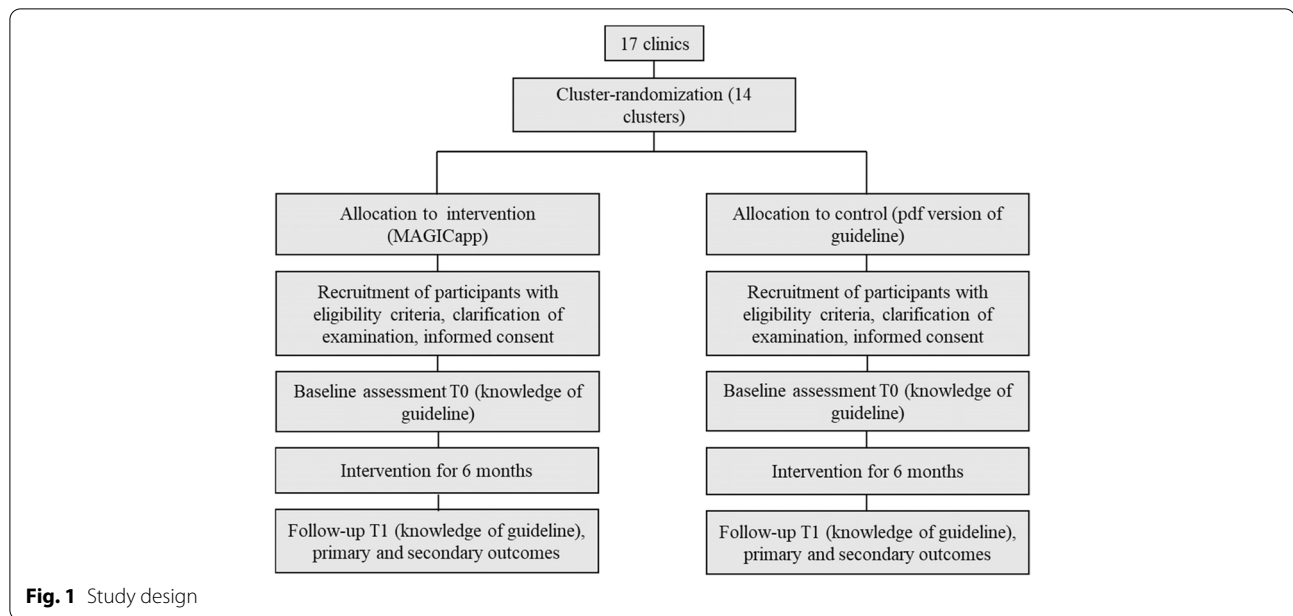 17 clinics
Cluster-randomization (14
clusters)
Allocation to intervention
(MAGICapp)
Recruitment of participants with
eligibility criteria, clarification of
examination, informed consent
Baseline assessment T0 (knowledge of
guideline)
Intervention for 6 months
Follow-up T1 (knowledge of guideline),
primary and secondary outcomes
Allocation to control (pdf version of
guideline)
Recruitment of participants with
eligibility criteria, clarification of
examination, informed consent
Baseline assessment T0 (knowledge of
guideline)
Intervention for 6 months
Follow-up T1 (knowledge of guideline),
primary and secondary outcomes
Fig. 1 Study design